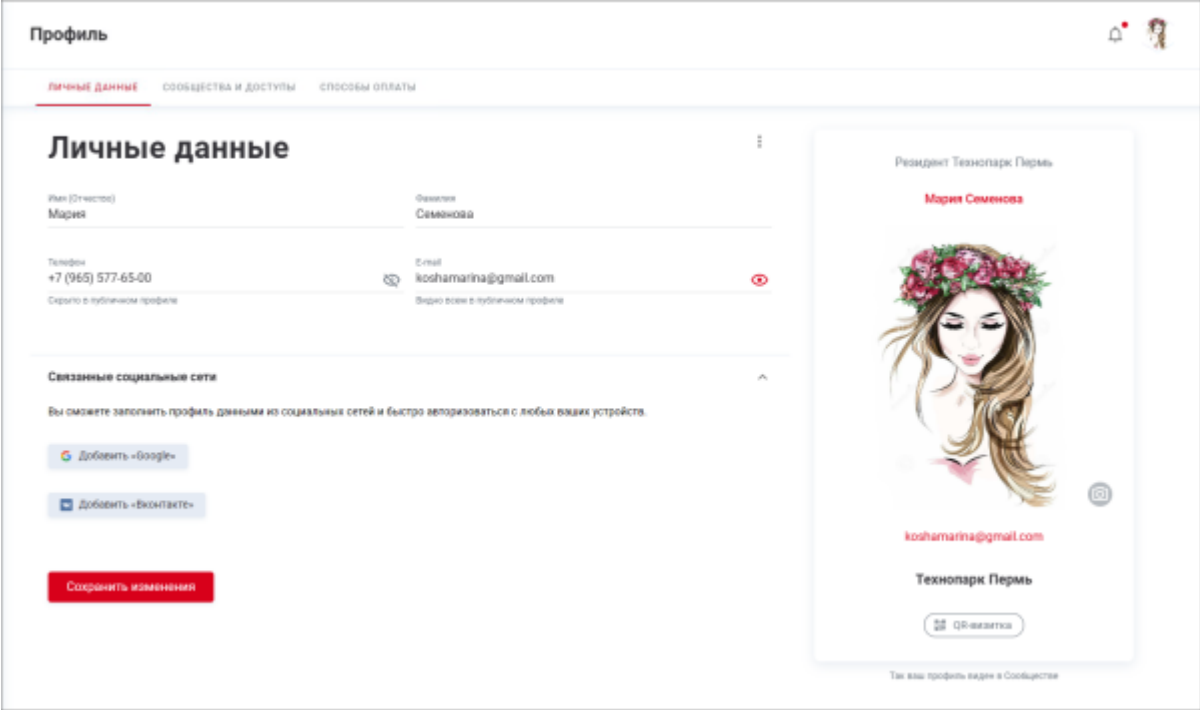 Профиль
ЛИЧНЫЕ ДАННЫЕ СООБЩЕСТВА И ДОСТУПЫ СПОСОБЫ ОПЛАТЫ
Личные данные
Имя (Отчество) Фамилия
Мария Семенова
Телефон E-mail
+7 (965) 577-65-00 koshamarina@gmail.com
Скрыто в публичном профиле Видно всем в публичном профиле
Связанные социальные сети
Вы сможете заполнить профиль данными из социальных сетей и быстро авторизоваться с любых ваших устройств.
Добавить «Google»
Добавить «Вконтакте»
Сохранить изменения
Резидент Технопарк Пермь
Мария Семенова
koshamarina@gmail.com
Технопарк Пермь
QR-визитка
Так ваш профиль виден в Сообществе